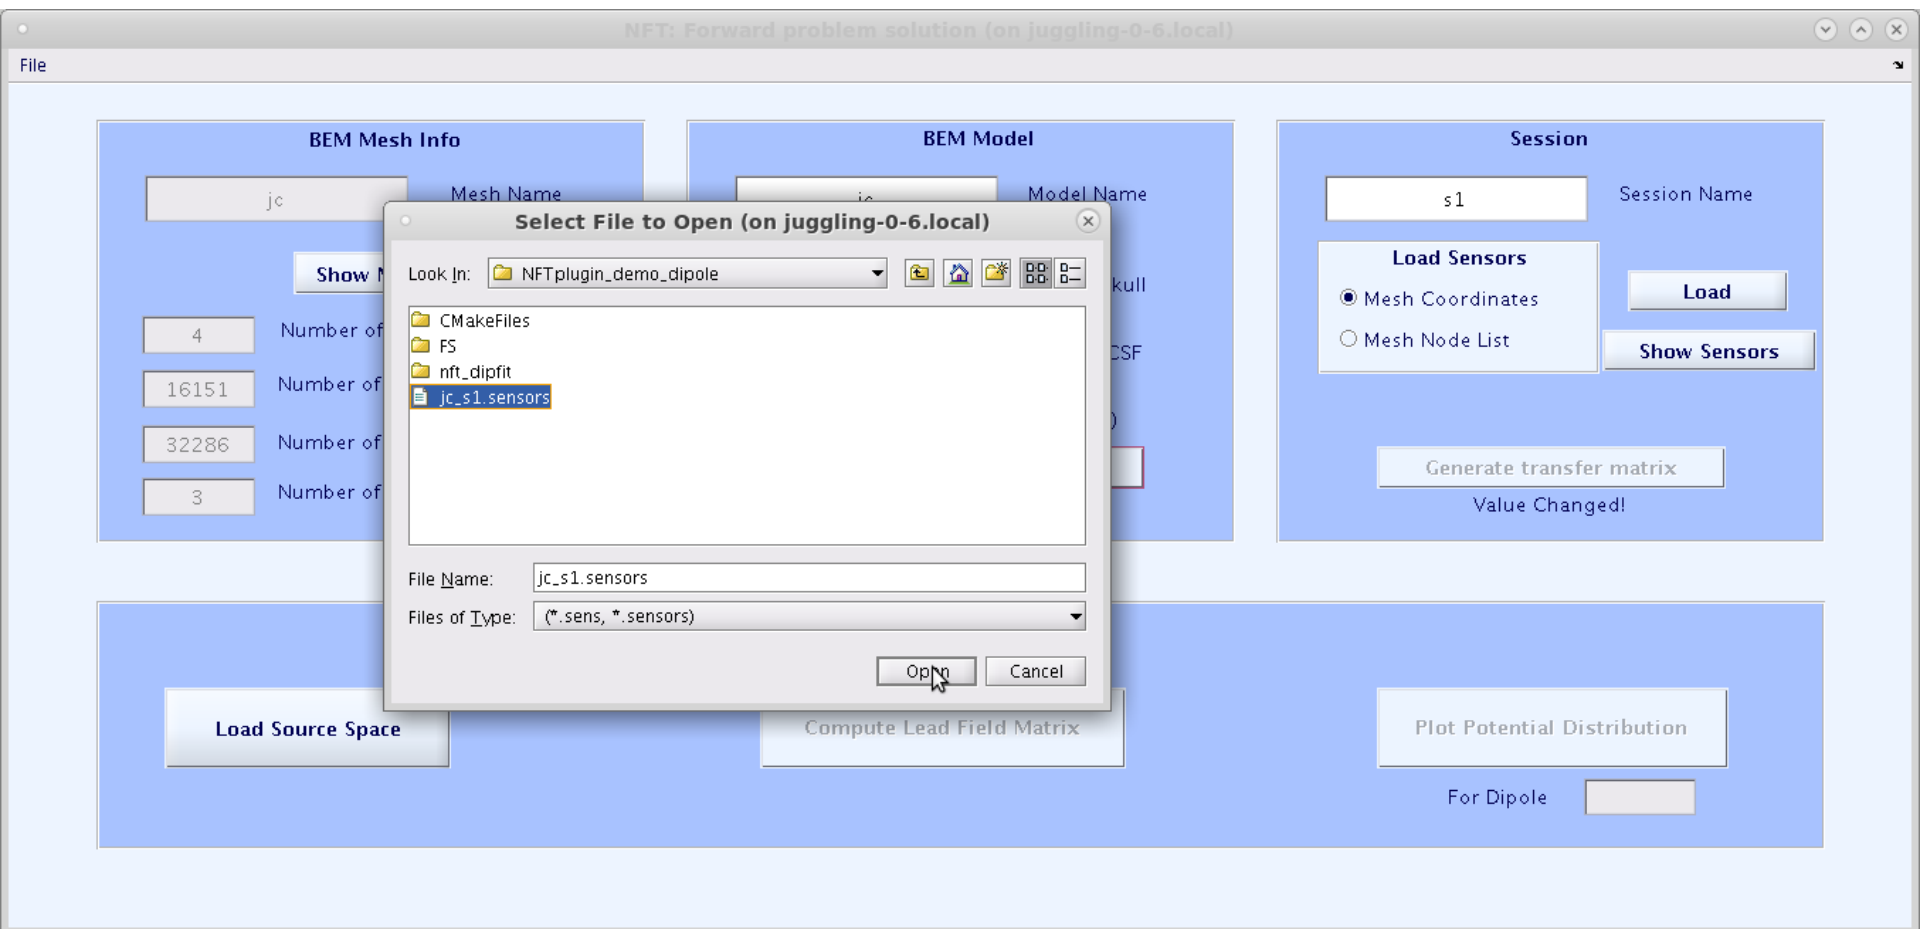 NFT: Forward problem solution (on juggling-0-6.local)
File
BEM Mesh Info
jc
Mesh Name
Show
4
Number of
16151
Number of
32286
Number of
3
Number of
BEM Model
jc
Model Name
kull
CSF
)
Session
s1
Session Name
Load Sensors
Mesh Coordinates
Mesh Node List
Load
Show Sensors
Generate transfer matrix
Value Changed!
Select File to Open (on juggling-0-6.local)
Look In:
NFTplugin_demo_dipole
CMakeFiles
FS
nft_dipfit
jc_s1.sensors
File Name:
jc_s1.sensors
Files of Type:
(*.sens, *.sensors)
Open
Cancel
Load Source Space
Compute Lead Field Matrix
Plot Potential Distribution
For Dipole